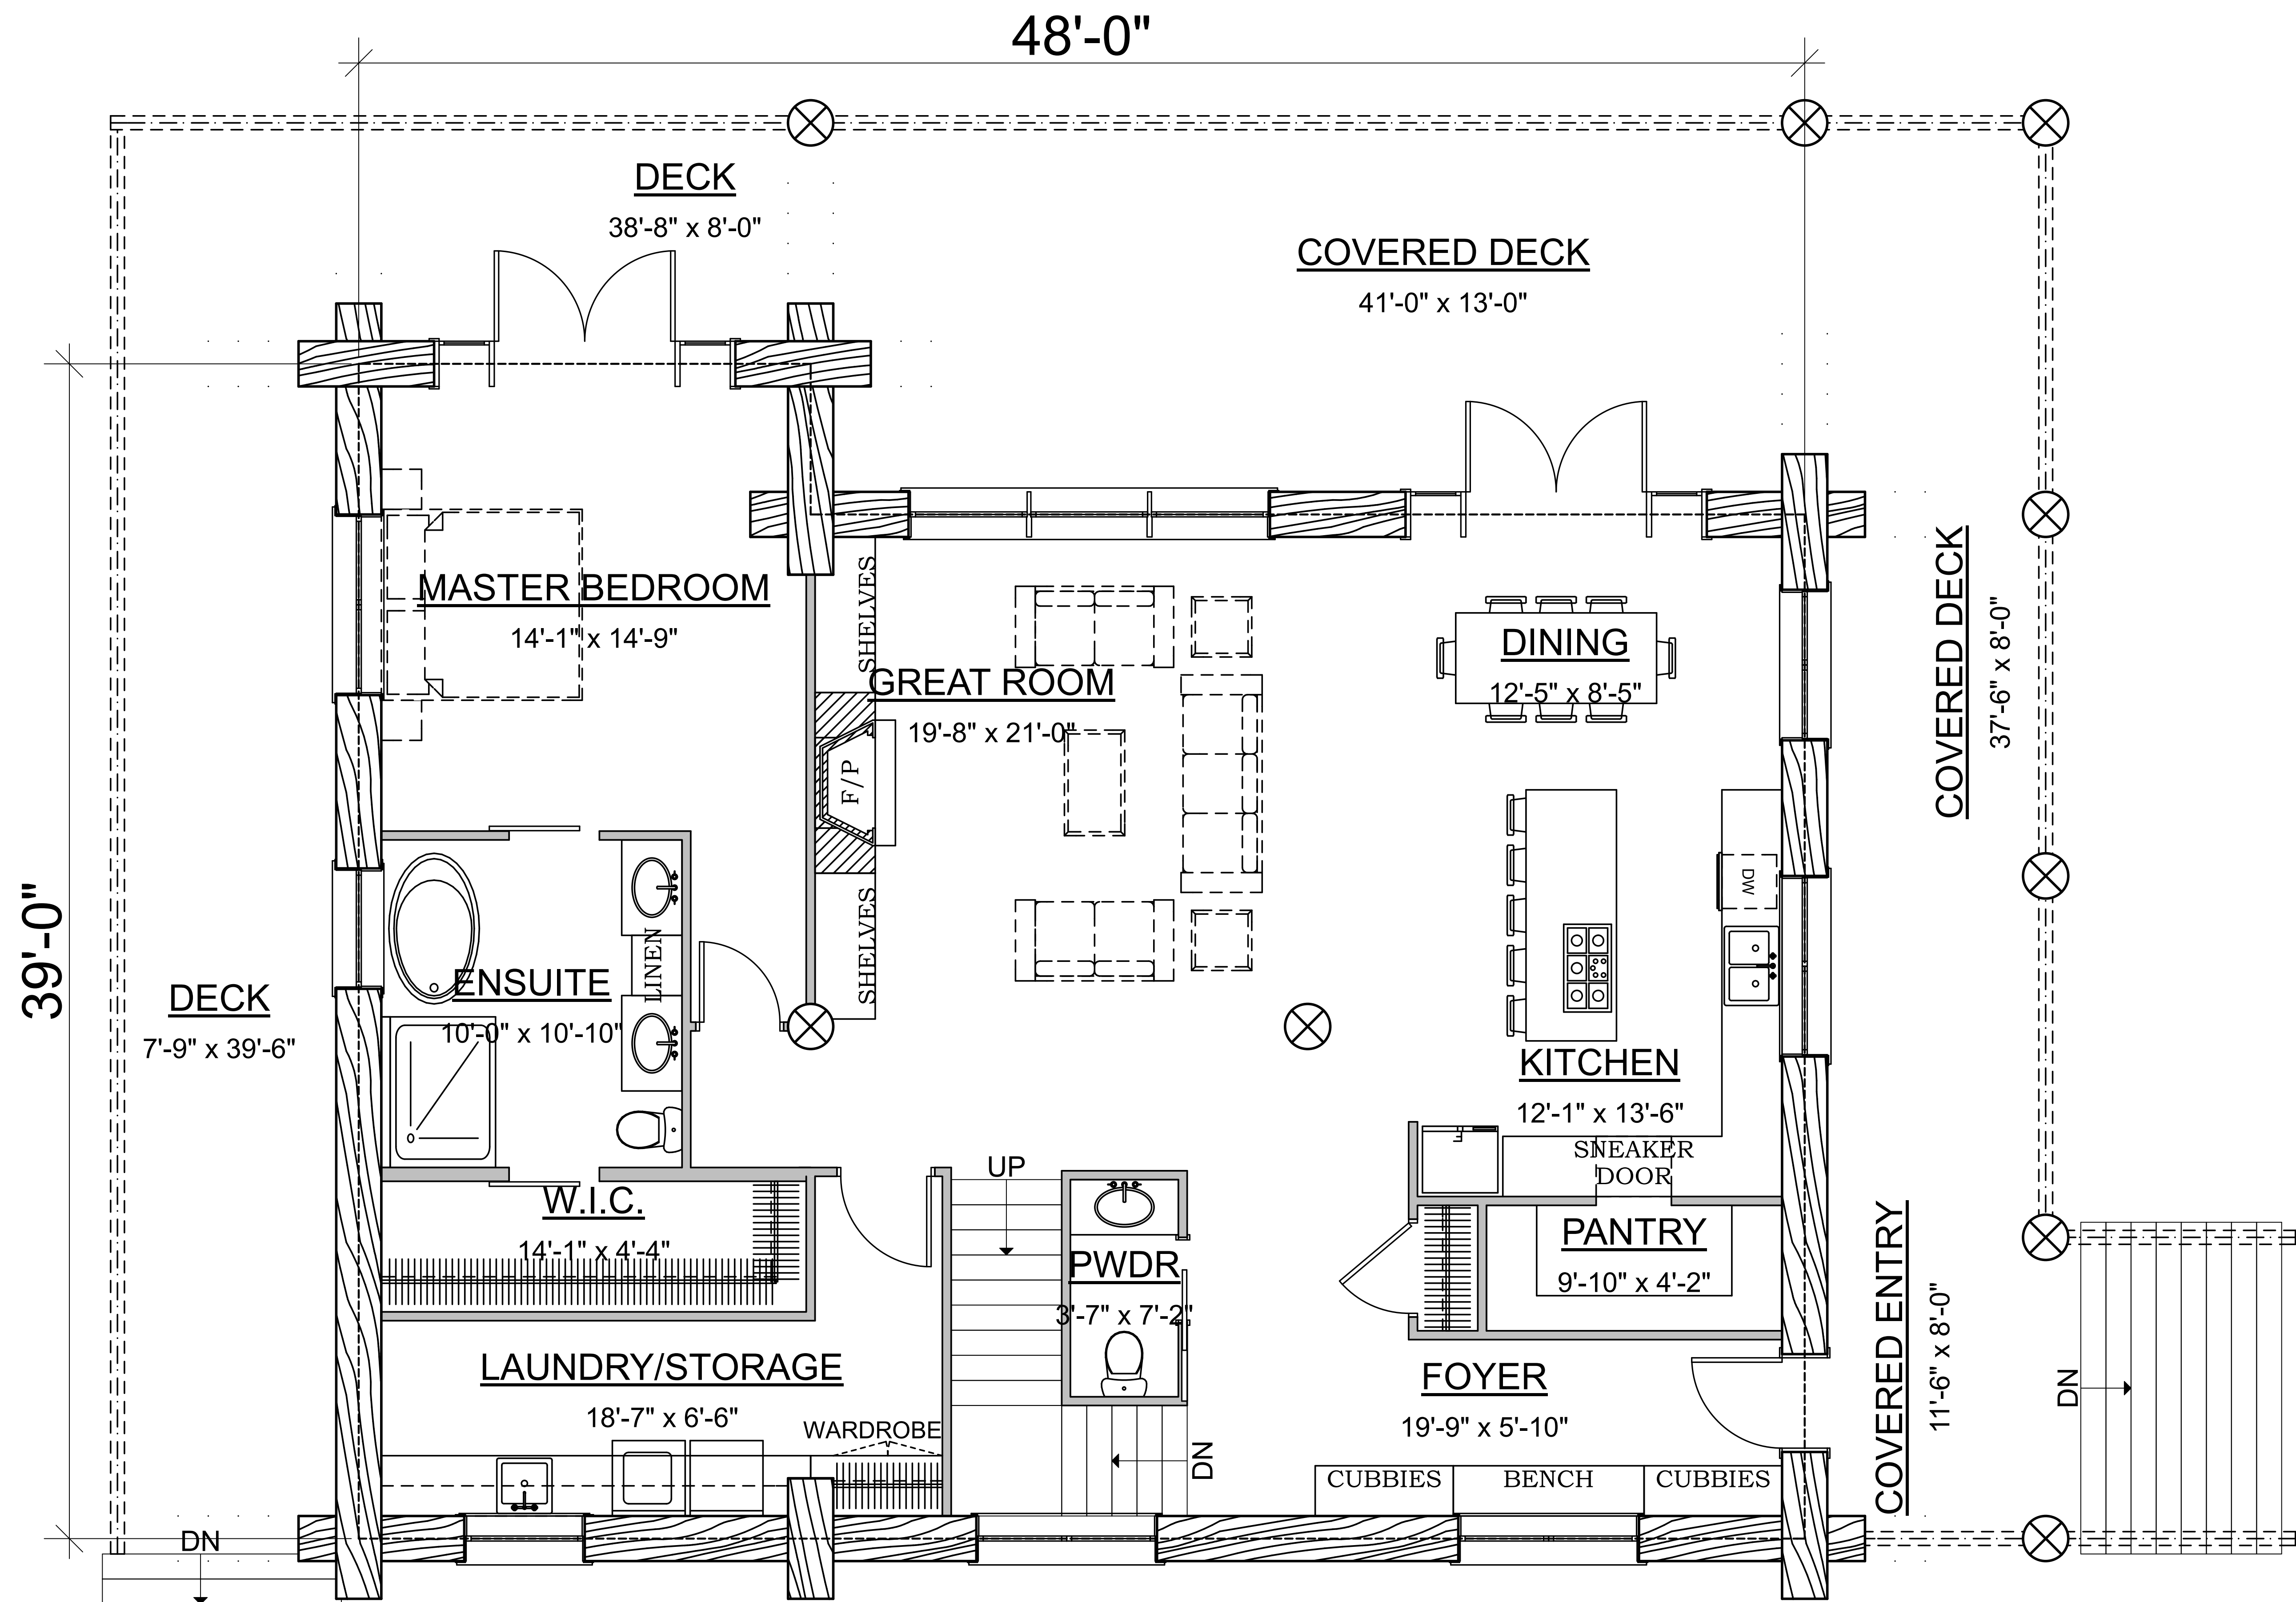 48'-0"
DECK
38'-8" x 8'-0"
COVERED DECK
41'-0" x 13'-0"
MASTER BEDROOM
14'-1" x 14'-9"
SHELVES
GREAT ROOM
19'-8" x 21'-0"
F/P
SHELVES
DINING
12'-5" x 8'-5"
COVERED DECK
37'-6" x 8'-0"
39'-0"
DECK
7'-9" x 39'-6"
ENSUITE
10'-0" x 10'-10"
LINEN
DW
KITCHEN
12'-1" x 13'-6"
SNEAKER
DOOR
UP
W.I.C.
14'-1" x 4'-4"
PWDR
3'-7" x 7'-2"
PANTRY
9'-10" x 4'-2"
COVERED ENTRY
11'-6" x 8'-0"
DN
LAUNDRY/STORAGE
18'-7" x 6'-6"
WARDROBE
FOYER
19'-9" x 5'-10"
DN
CUBBIES
BENCH
CUBBIES
DN